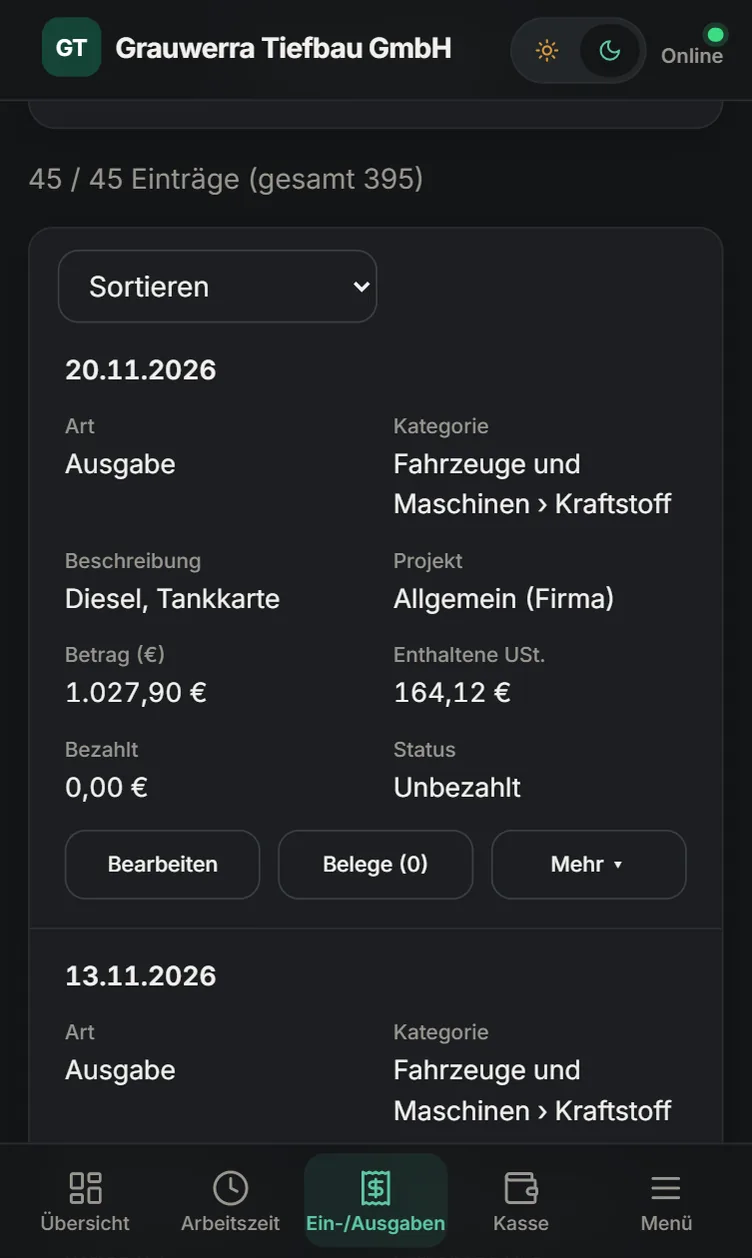 GT Grauwerra Tiefbau GmbH
Online
45 / 45 Einträge (gesamt 395)
Sortieren
20.11.2026
Art
Ausgabe
Kategorie
Fahrzeuge und
Maschinen › Kraftstoff
Beschreibung
Diesel, Tankkarte
Projekt
Allgemein (Firma)
Betrag (€)
1.027,90 €
Enthaltene USt.
164,12 €
Bezahlt
0,00 €
Status
Unbezahlt
Bearbeiten
Belege (0)
Mehr ▾
13.11.2026
Art
Ausgabe
Kategorie
Fahrzeuge und
Maschinen › Kraftstoff
Übersicht
Arbeitszeit
Ein-/Ausgaben
Kasse
Menü